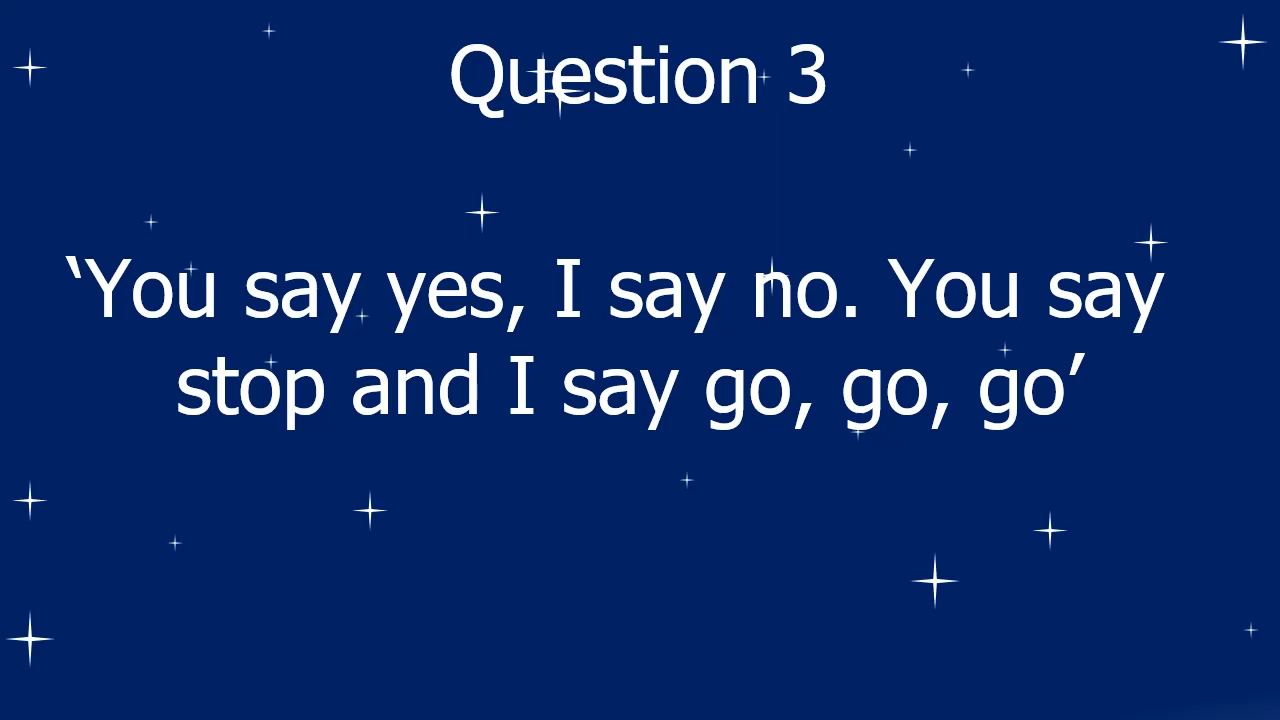 Question 3
‘You say yes, I say no. You say
stop and I say go, go, go’